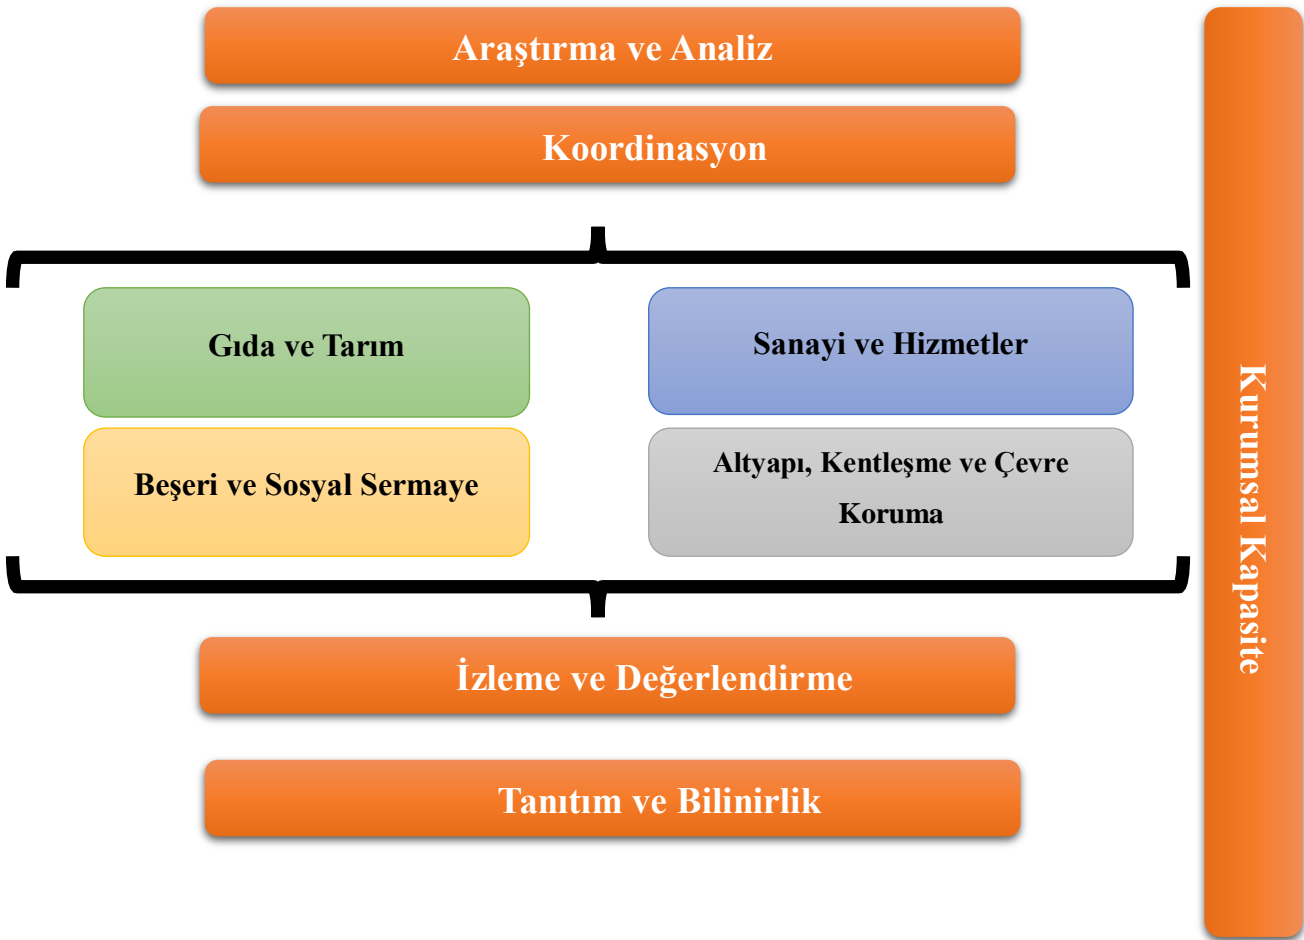 Araştırma ve Analiz
Koordinasyon
Gıda ve Tarım
Sanayi ve Hizmetler
Beşeri ve Sosyal Sermaye
Altyapı, Kentleşme ve Çevre
Koruma
İzleme ve Değerlendirme
Tanıtım ve Bilinirlik
Kurumsal Kapasite